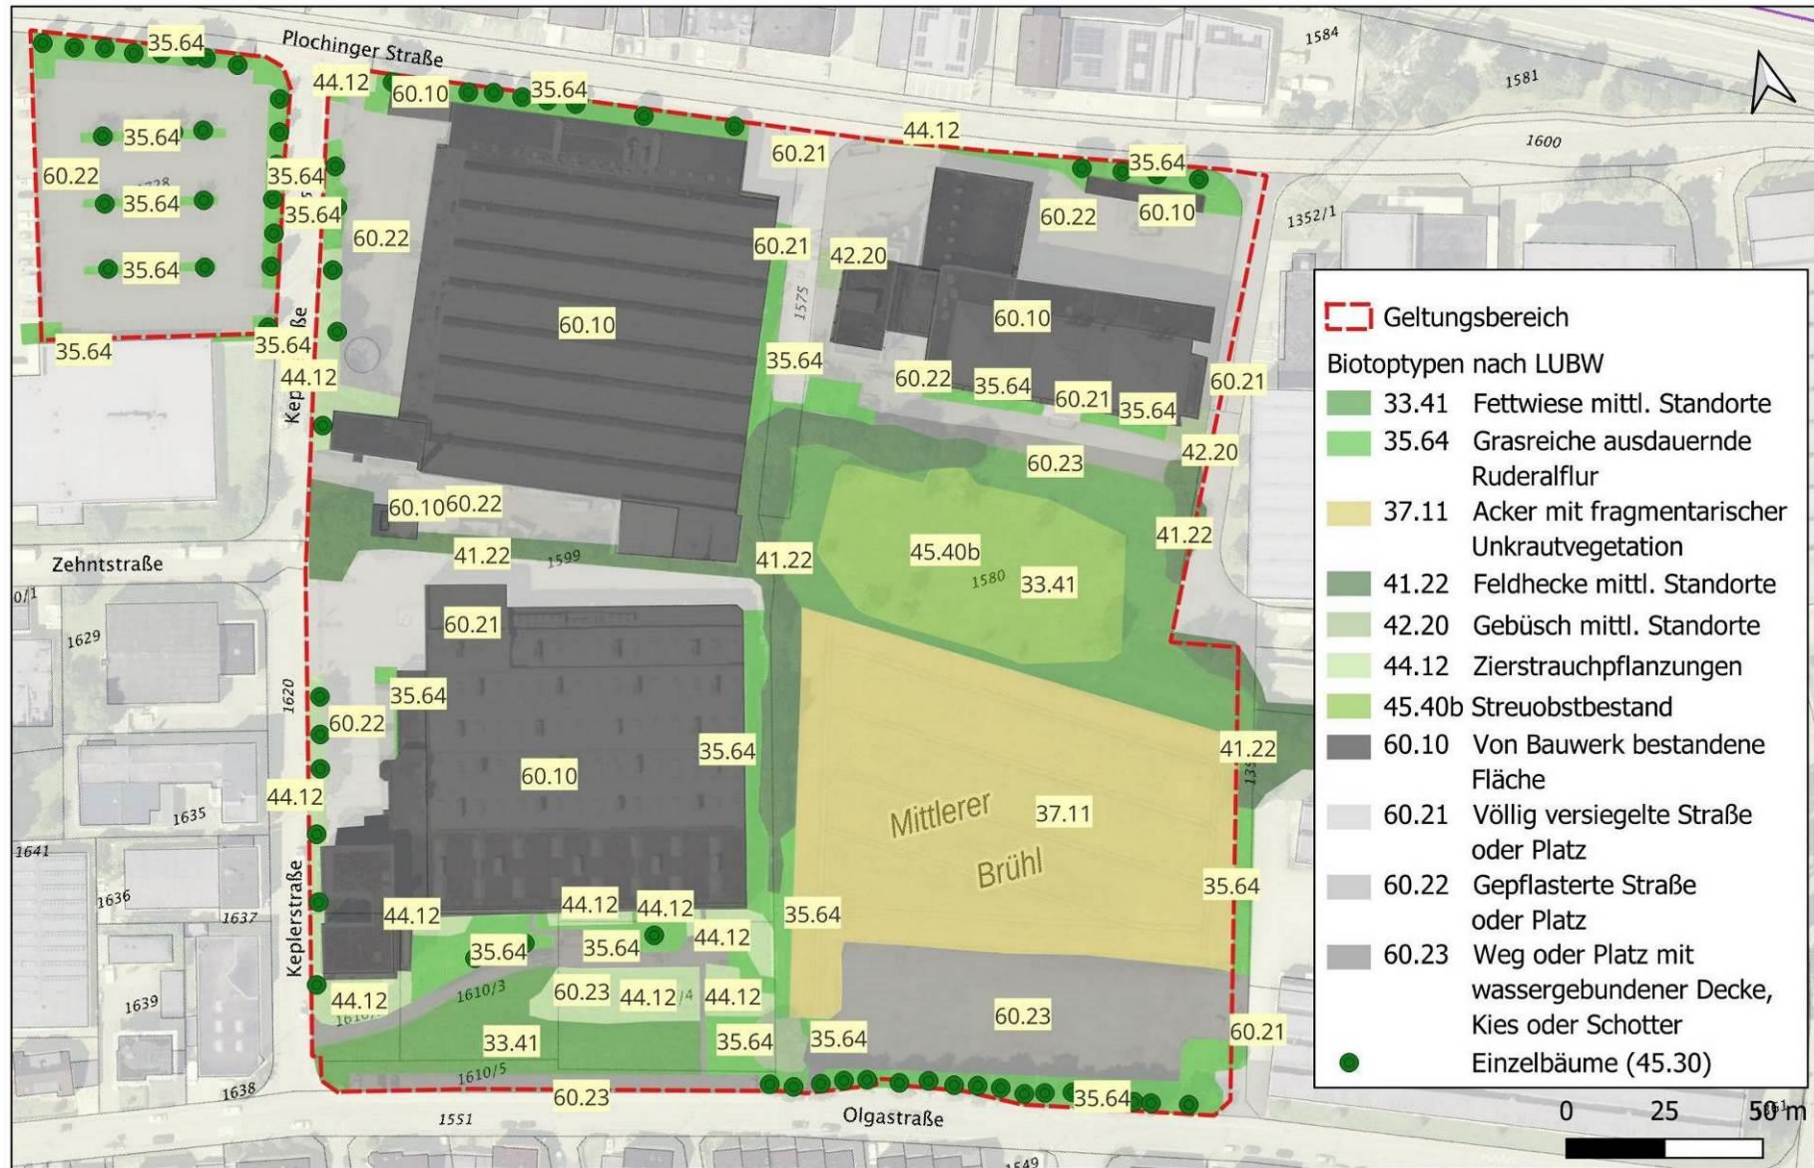 35.64
Plochinger Straße
1584
44.12
60.10
35.64
1581
35.64
60.21
44.12
35.64
1600
60.22
35.64
35.64
35.64
60.22
60.21
42.20
60.22
60.10
1352/1
35.64
1575
60.10
60.10
35.64
35.64
44.12
35.64
60.22
35.64
60.21
35.64
60.21
42.20
60.23
60.10
60.22
Zehntstraße
41.22
1599
41.22
45.40b
1580
33.41
41.22
0/1
1629
60.21
1620
35.64
60.22
35.64
41.22
44.12
60.10
1635
Mittlerer
Brühl
37.11
1641
1636
1637
Keplerstraße
44.12
44.12
44.12
35.64
35.64
44.12
35.64
35.64
1639
44.12
1610/3
60.23
44.12
44.12
60.23
60.21
33.41
35.64
35.64
1638
1610/5
60.23
35.64
1551
Olgastraße
1549
Geltungsbereich
Biotoptypen nach LUBW
33.41 Fettwiese mittl. Standorte
35.64 Grasreiche ausdauernde
Ruderalflur
37.11 Acker mit fragmentarischer
Unkrautvegetation
41.22 Feldhecke mittl. Standorte
42.20 Gebüsch mittl. Standorte
44.12 Zierstrauchpflanzungen
45.40b Streuobstbestand
60.10 Von Bauwerk bestandene
Fläche
60.21 Völlig versiegelte Straße
oder Platz
60.22 Gepflasterte Straße
oder Platz
60.23 Weg oder Platz mit
wassergebundener Decke,
Kies oder Schotter
Einzelbäume (45.30)
0 25 50 m